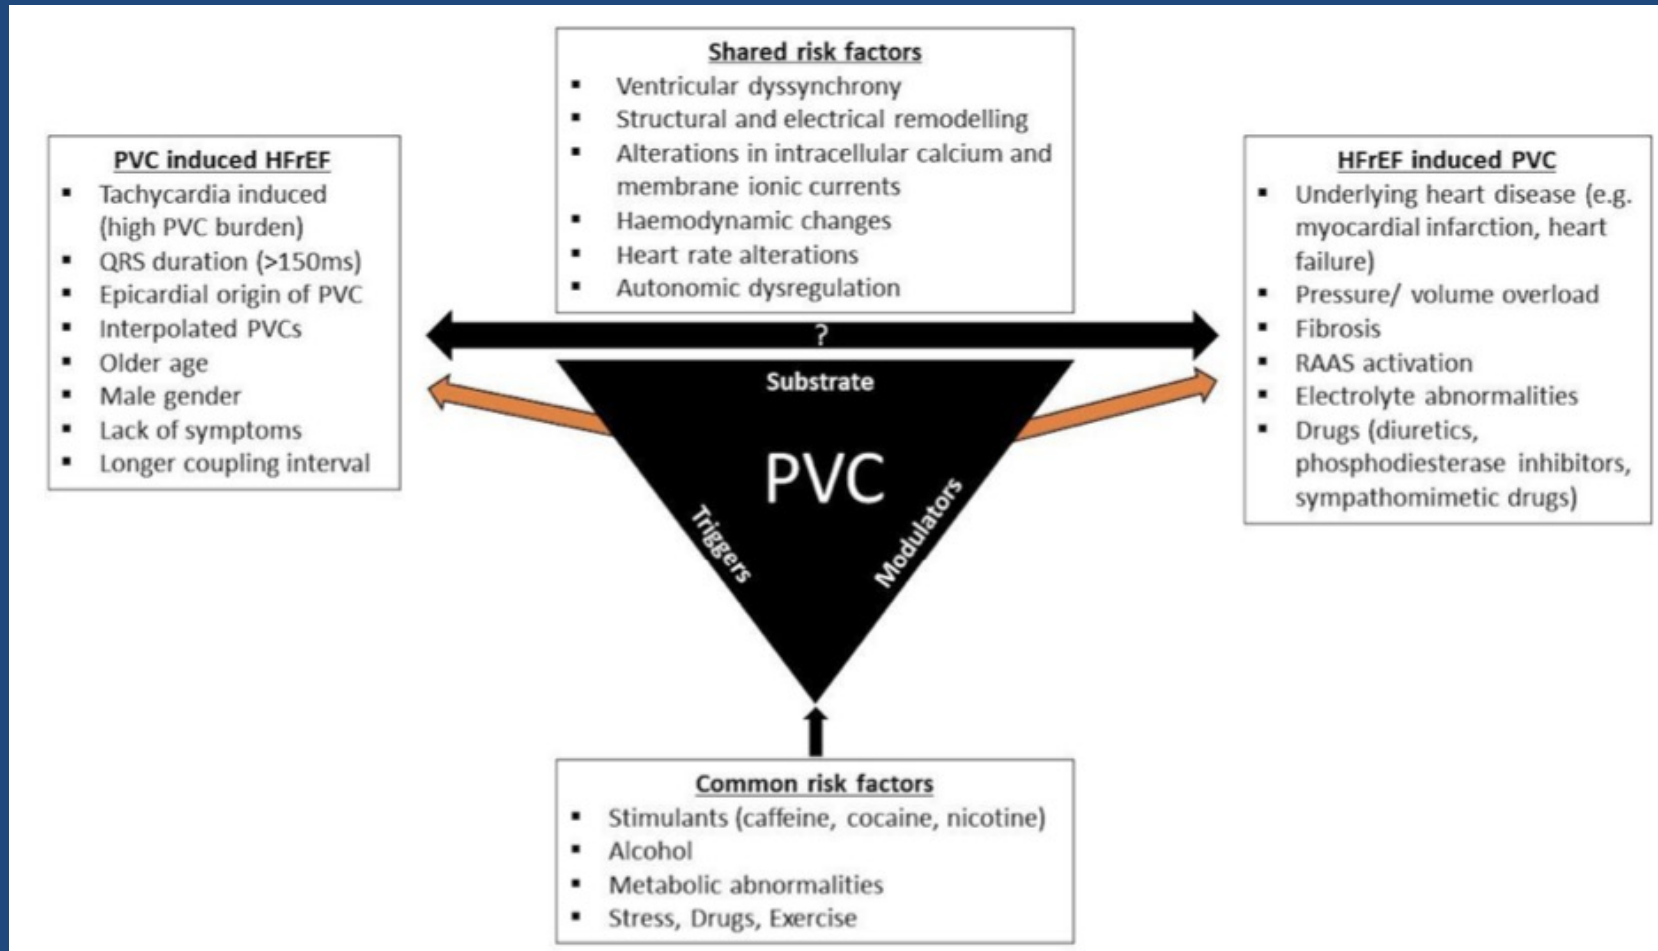 Shared risk factors
▪ Ventricular dyssynchrony
▪ Structural and electrical remodelling
▪ Alterations in intracellular calcium and
membrane ionic currents
▪ Haemodynamic changes
▪ Heart rate alterations
▪ Autonomic dysregulation
PVC induced HFrEF
▪ Tachycardia induced
(high PVC burden)
▪ QRS duration (>150ms)
▪ Epicardial origin of PVC
▪ Interpolated PVCs
▪ Older age
▪ Male gender
▪ Lack of symptoms
▪ Longer coupling interval
HFrEF induced PVC
▪ Underlying heart disease (e.g.
myocardial infarction, heart
failure)
▪ Pressure/ volume overload
▪ Fibrosis
▪ RAAS activation
▪ Electrolyte abnormalities
▪ Drugs (diuretics,
phosphodiesterase inhibitors,
sympathomimetic drugs)
?
Substrate
PVC
Triggers
Modulators
Common risk factors
▪ Stimulants (caffeine, cocaine, nicotine)
▪ Alcohol
▪ Metabolic abnormalities
▪ Stress, Drugs, Exercise